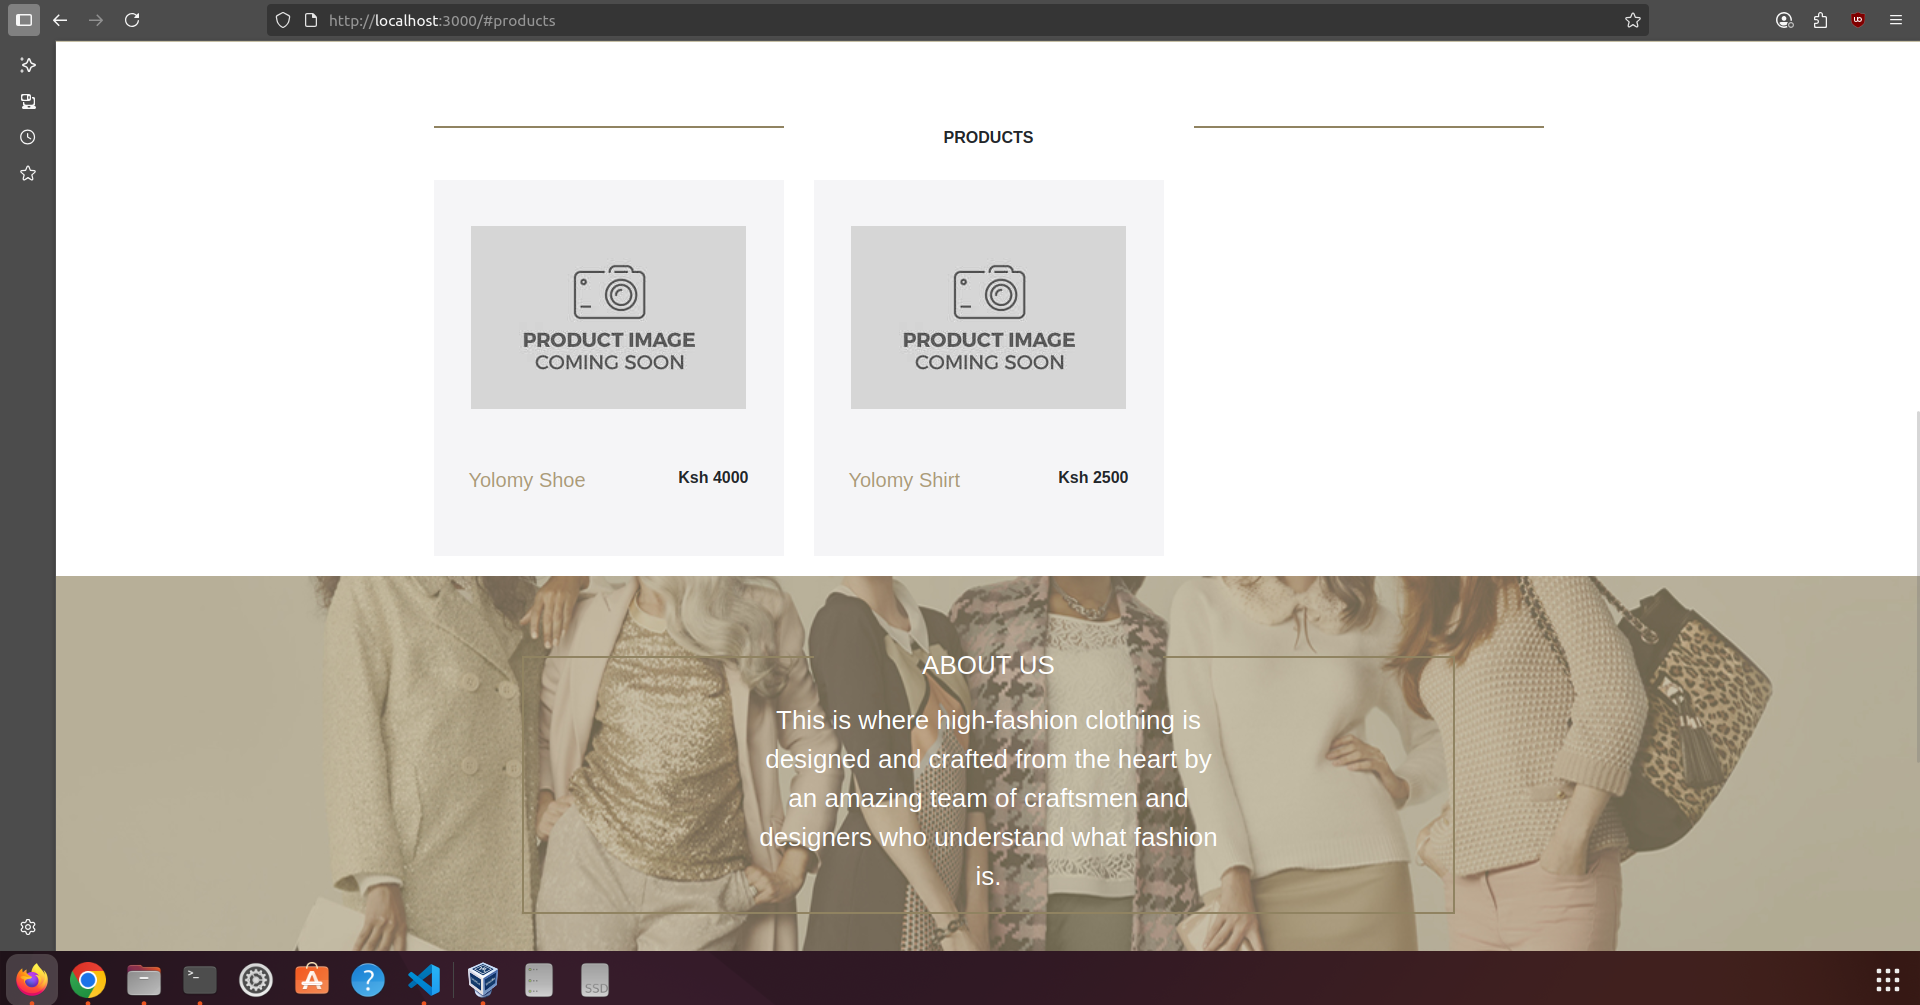 http://localhost:3000/#products
PRODUCTS
PRODUCT IMAGE
COMING SOON
PRODUCT IMAGE
COMING SOON
Yolomy Shoe
Ksh 4000
Yolomy Shirt
Ksh 2500
ABOUT US
This is where high-fashion clothing is
designed and crafted from the heart by
an amazing team of craftsmen and
designers who understand what fashion
is.
SSD